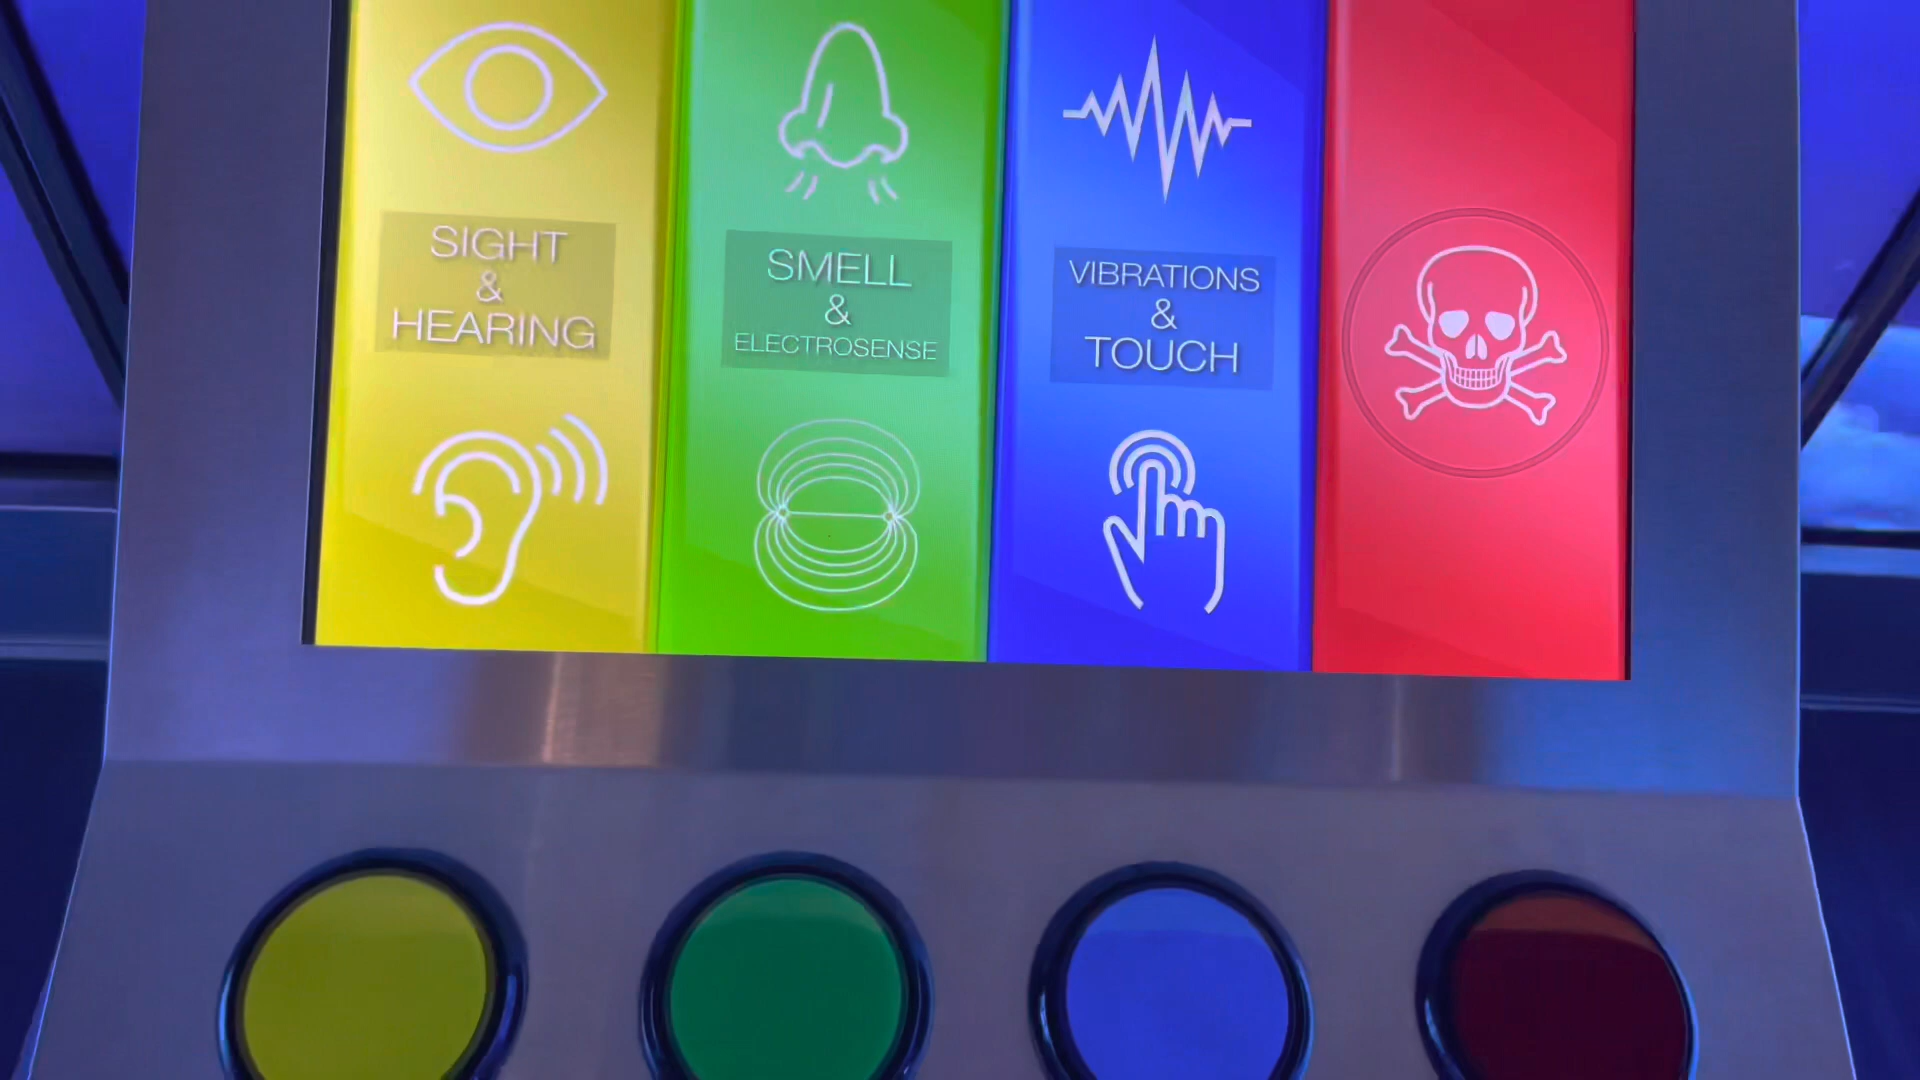 SIGHT
&
HEARING
SMELL
&
ELECTROSENSE
VIBRATIONS
&
TOUCH